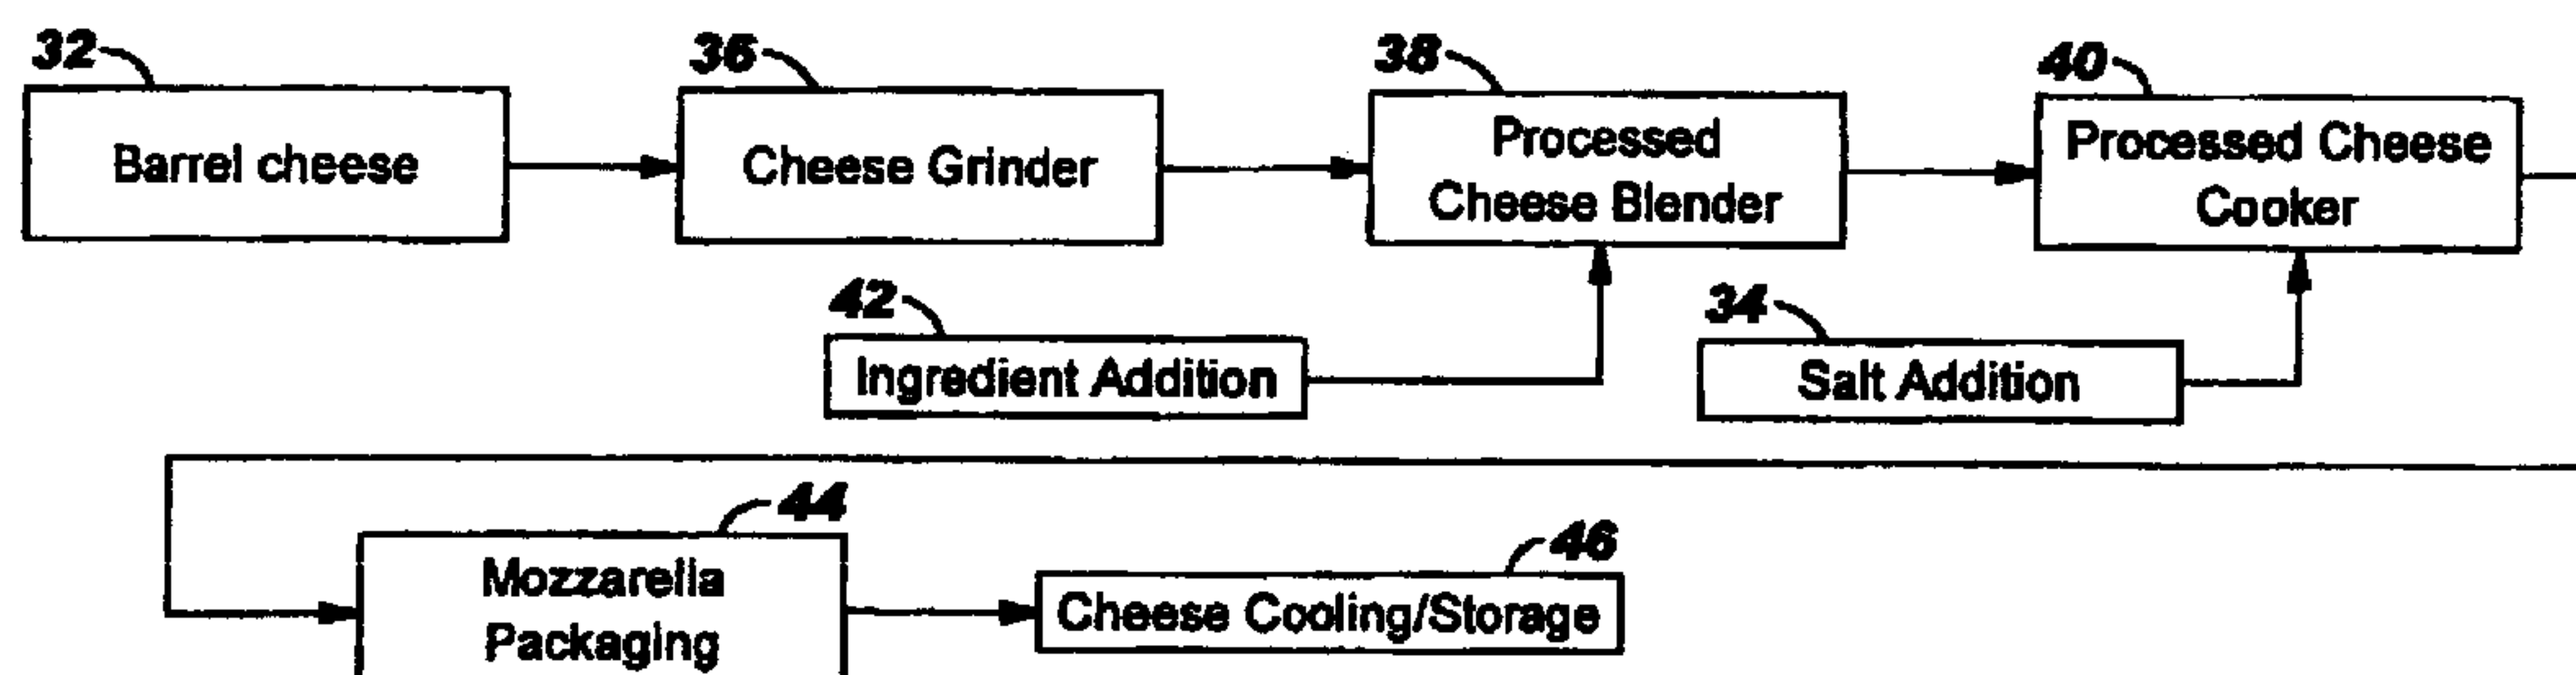 32
36
38
40
Barrel cheese
Cheese Grinder
Processed
Cheese Blender
Processed Cheese
Cooker
42
34
Ingredient Addition
Salt Addition
44
46
Mozzarella
Packaging
Cheese Cooling/Storage